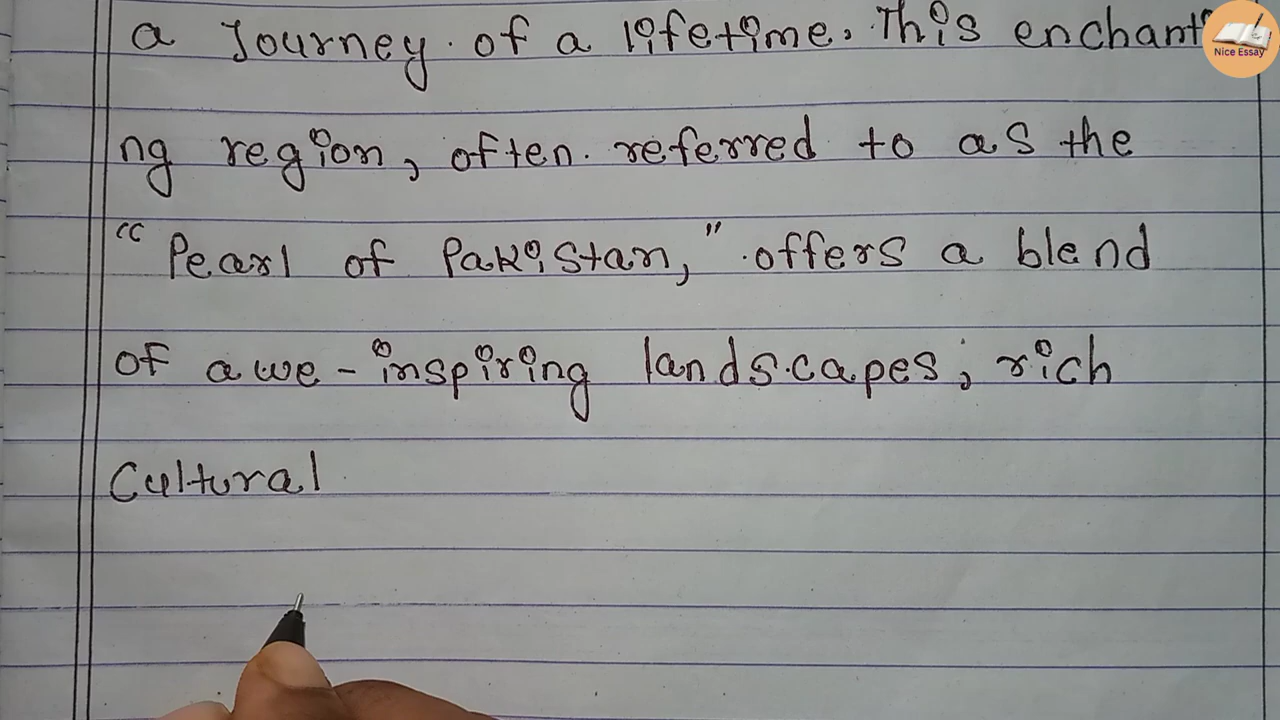 a Journey. of a lifetime. This enchanti
ng region, often. referred to as the
"Pearl of Pakistan," offers a blend
of awe-inspiring landscapes, rich
Cultural
Nice Essay